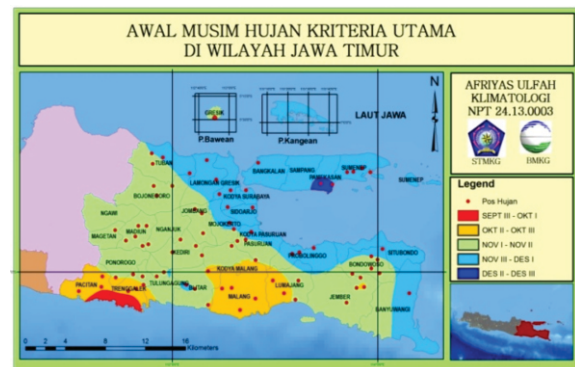 AWAL MUSIM HUJAN KRITERIA UTAMA
DI WILAYAH JAWA TIMUR
AFRIYAS ULFAH
KLIMATOLOGI
NPT 24.13.0003
STMKG
BMKG
Legend
Pos Hujan
SEPT III - OKT I
OKT II - OKT III
NOV I - NOV II
NOV III - DES I
DES II - DES III
N
LAUT JAWA
GRESIK
P.Bawean
P.Kangean
TUBAN
LAMONGAN
GRESIK
BANGKALAN
SAMPANG
PAMEKASAN
SUMENEP
SUMENEP
BOJONEGORO
KODYA SURABAYA
SIDOARJO
NGAWI
JOMBANG
MOJOKERTO
MADIUN
NGANJUK
MAGETAN
KODYA PASURUAN
PASURUAN
KEDIRI
PROBOLINGGO
SITUBONDO
PONOROGO
BONDOWOSO
KODYA MALANG
PACITAN
TRENGGALEK
TULUNGAGUNG
BLITAR
MALANG
LUMAJANG
JEMBER
BANYUWANGI
0 2 4 8 12 16
Kilometers